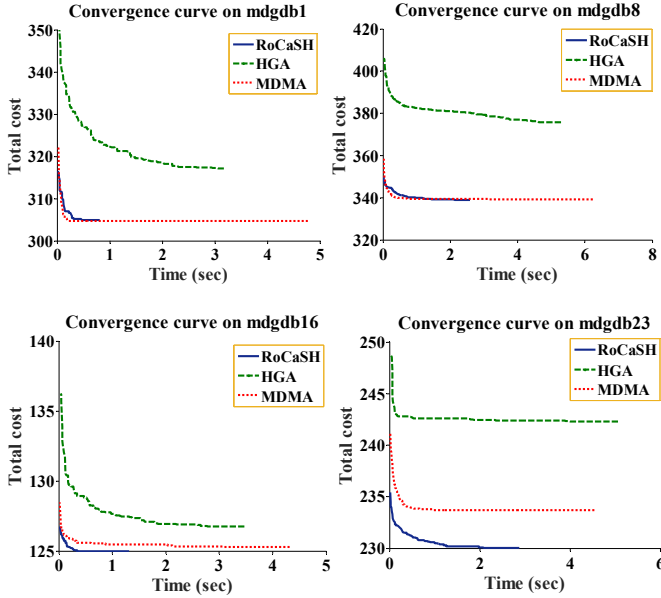 Convergence curve on mdgdb1
350
340
330
320
310
300
0
1
2
3
4
5
Total cost
Time (sec)
RoCaSH
HGA
MDMA
Convergence curve on mdgdb8
420
400
380
360
340
320
0
2
4
6
8
Total cost
Time (sec)
RoCaSH
HGA
MDMA
Convergence curve on mdgdb16
140
135
130
125
0
1
2
3
4
5
Total cost
Time (sec)
RoCaSH
HGA
MDMA
Convergence curve on mdgdb23
250
245
240
235
230
0
2
4
6
Total cost
Time (sec)
RoCaSH
HGA
MDMA